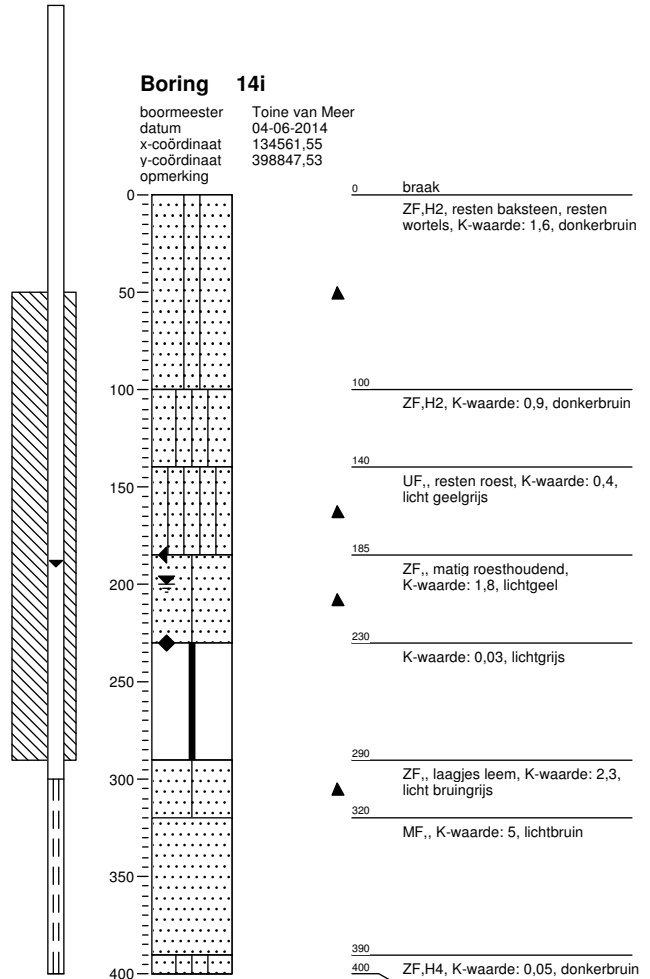 Boring 14i
boormeester Toine van Meer
datum 04-06-2014
x-coördinaat 134561,55
y-coördinaat 398847,53
opmerking
0
50
100
150
200
250
300
350
400
0 braak
ZF,H2, resten baksteen, resten
wortels, K-waarde: 1,6, donkerbruin
100
ZF,H2, K-waarde: 0,9, donkerbruin
140
UF,, resten roest, K-waarde: 0,4,
licht geelgrijs
185
ZF,, matig roesthoudend,
K-waarde: 1,8, lichtgeel
230
K-waarde: 0,03, lichtgrijs
290
ZF,, laagjes leem, K-waarde: 2,3,
licht bruingrijs
320
MF,, K-waarde: 5, lichtbruin
390
ZF,H4, K-waarde: 0,05, donkerbruin
400